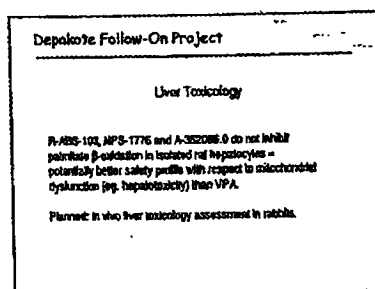 Depakote Follow-On Project
Liver Toxicology
R-ABS-103, NPS-1776 and A-362086.0 do not inhibit
palmitate β-oxidation in isolated rat hepatocytes =
potentially better safety profile with respect to mitochondrial
dysfunction (eg. hepatotoxicity) than VPA.
Planned: in vivo liver toxicology assessment in rabbits.